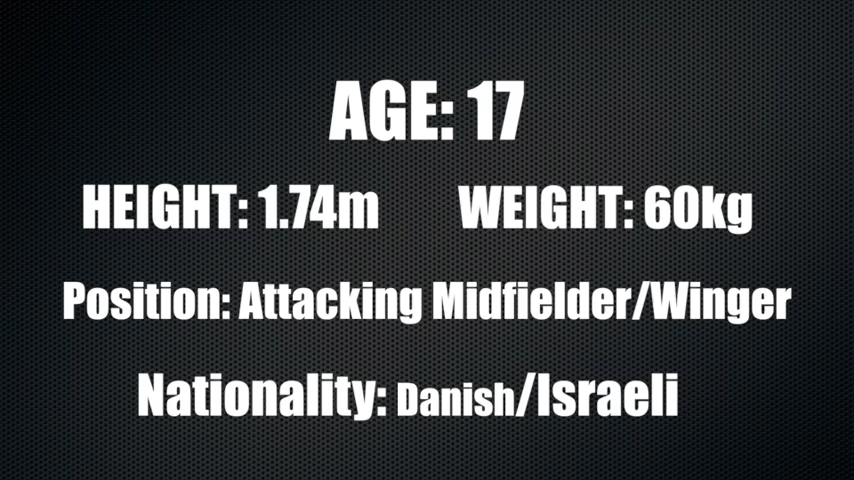 AGE: 17
HEIGHT: 1.74m WEIGHT: 60kg
Position: Attacking Midfielder/Winger
Nationality: Danish/Israeli